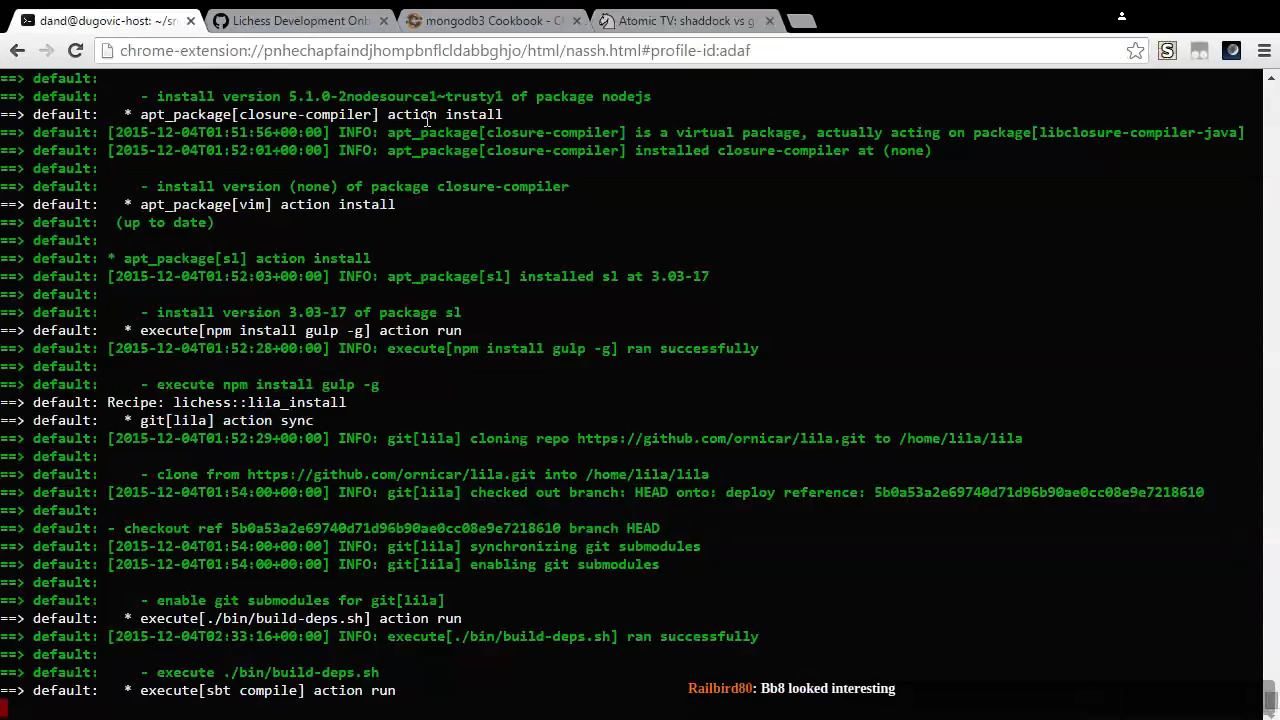 dand@dugovic-host: ~/sr
Lichess Development Onb
mongodb3 Cookbook - C
Atomic TV: shaddock vs g
chrome-extension://pnhechapfaindjhompbnflcldabbghjo/html/nassh.html#profile-id:adaf
==> default:
==> default:     - install version 5.1.0-2nodesource1~trusty1 of package nodejs
==> default:   * apt_package[closure-compiler] action install
==> default: [2015-12-04T01:51:56+00:00] INFO: apt_package[closure-compiler] is a virtual package, actually acting on package[libclosure-compiler-java]
==> default: [2015-12-04T01:52:01+00:00] INFO: apt_package[closure-compiler] installed closure-compiler at (none)
==> default:
==> default:     - install version (none) of package closure-compiler
==> default:   * apt_package[vim] action install
==> default:  (up to date)
==> default:
==> default: * apt_package[sl] action install
==> default: [2015-12-04T01:52:03+00:00] INFO: apt_package[sl] installed sl at 3.03-17
==> default:
==> default:     - install version 3.03-17 of package sl
==> default:   * execute[npm install gulp -g] action run
==> default: [2015-12-04T01:52:28+00:00] INFO: execute[npm install gulp -g] ran successfully
==> default:
==> default:     - execute npm install gulp -g
==> default: Recipe: lichess::lila_install
==> default:   * git[lila] action sync
==> default: [2015-12-04T01:52:29+00:00] INFO: git[lila] cloning repo https://github.com/ornicar/lila.git to /home/lila/lila
==> default:
==> default:     - clone from https://github.com/ornicar/lila.git into /home/lila/lila
==> default: [2015-12-04T01:54:00+00:00] INFO: git[lila] checked out branch: HEAD onto: deploy reference: 5b0a53a2e69740d71d96b90ae0cc08e9e7218610
==> default:
==> default: - checkout ref 5b0a53a2e69740d71d96b90ae0cc08e9e7218610 branch HEAD
==> default: [2015-12-04T01:54:00+00:00] INFO: git[lila] synchronizing git submodules
==> default: [2015-12-04T01:54:00+00:00] INFO: git[lila] enabling git submodules
==> default:
==> default:     - enable git submodules for git[lila]
==> default:   * execute[./bin/build-deps.sh] action run
==> default: [2015-12-04T02:33:16+00:00] INFO: execute[./bin/build-deps.sh] ran successfully
==> default:
==> default:     - execute ./bin/build-deps.sh
==> default:   * execute[sbt compile] action run
Railbird80: Bb8 looked interesting